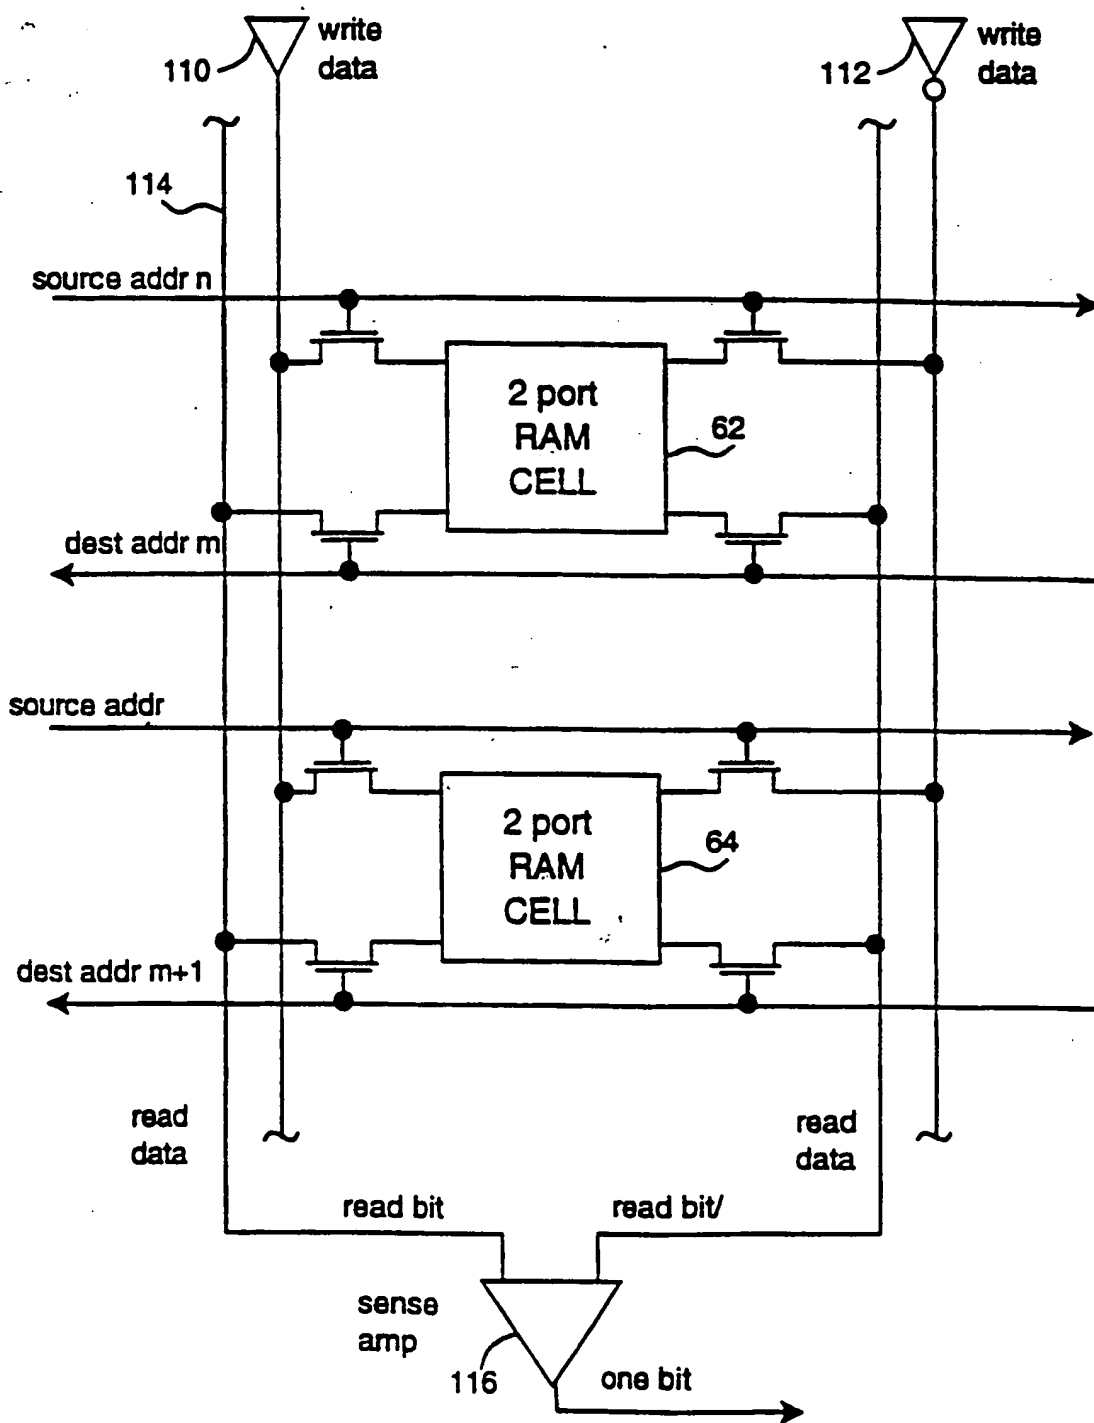 write
data
110
write
data
112
114
source addr n
2 port
RAM
CELL
62
dest addr m
source addr
2 port
RAM
CELL
64
dest addr m+1
read
data
read
data
read bit
read bit/
sense
amp
116
one bit